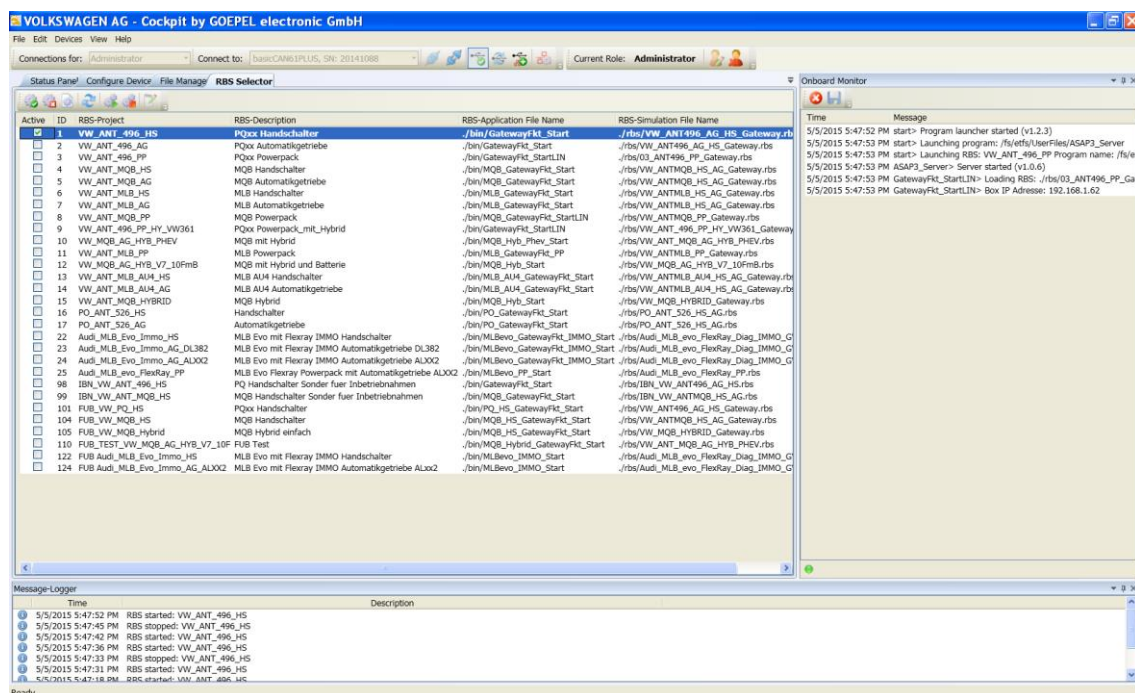 VOLKSWAGEN AG - Cockpit by GOEPEL electronic GmbH
File Edit Devices View Help
Connections for: Administrator Connect to: basicCAN61PLUS, SN: 20141088 Current Role: Administrator
Status Panel Configure Device File Manage RBS Selector
Active ID RBS-Project RBS-Description RBS-Application File Name RBS-Simulation File Name
1 VW_ANT_496_HS PQxx Handschalter ./bin/GatewayFkt_Start ./rbs/VW_ANT496_AG_HS_Gateway.rb
2 VW_ANT_496_AG PQxx Automatikgetriebe ./bin/GatewayFkt_Start ./rbs/VW_ANT496_AG_HS_Gateway.rbs
3 VW_ANT_496_PP PQxx Powerpack ./bin/GatewayFkt_StartLIN ./rbs/03_ANT496_PP_Gateway.rbs
4 VW_ANT_MQB_HS MQB Handschalter ./bin/MQB_GatewayFkt_Start ./rbs/VW_ANTMQB_HS_AG_Gateway.rbs
5 VW_ANT_MQB_AG MQB Automatikgetriebe ./bin/MQB_GatewayFkt_Start ./rbs/VW_ANTMQB_HS_AG_Gateway.rbs
6 VW_ANT_MLB_HS MLB Handschalter ./bin/MLB_GatewayFkt_Start ./rbs/VW_ANTMLB_HS_AG_Gateway.rbs
7 VW_ANT_MLB_AG MLB Automatikgetriebe ./bin/MLB_GatewayFkt_Start ./rbs/VW_ANTMLB_HS_AG_Gateway.rbs
8 VW_ANT_MQB_PP MQB Powerpack ./bin/MQB_GatewayFkt_StartLIN ./rbs/VW_ANTMQB_PP_Gateway.rbs
9 VW_ANT_496_PP_HY_VW361 PQxx Powerpack_mit_Hybrid ./bin/GatewayFkt_StartLIN ./rbs/VW_ANT_496_PP_HY_VW361_Gateway
10 VW_MQB_AG_HYB_PHEV MQB mit Hybrid ./bin/MQB_Hyb_Phev_Start ./rbs/VW_ANT_MQB_AG_HYB_PHEV.rbs
11 VW_ANT_MLB_PP MLB Powerpack ./bin/MLB_GatewayFkt_PP ./rbs/VW_ANTMLB_PP_Gateway.rbs
12 VW_MQB_AG_HYB_V7_10FmB MQB mit Hybrid und Batterie ./bin/MQB_Hyb_Start ./rbs/VW_MQB_AG_HYB_V7_10FmB.rbs
13 VW_ANT_MLB_AU4_HS MLB AU4 Handschalter ./bin/MLB_AU4_GatewayFkt_Start ./rbs/VW_ANTMLB_AU4_HS_AG_Gateway.rbs
14 VW_ANT_MLB_AU4_AG MLB AU4 Automatikgetriebe ./bin/MLB_AU4_GatewayFkt_Start ./rbs/VW_ANTMLB_AU4_HS_AG_Gateway.rbs
15 VW_ANT_MQB_HYBRID MQB Hybrid ./bin/MQB_Hyb_Start ./rbs/VW_MQB_HYBRID_Gateway.rbs
16 PO_ANT_526_HS Handschalter ./bin/PO_GatewayFkt_Start ./rbs/PO_ANT_526_HS_AG.rbs
17 PO_ANT_526_AG Automatikgetriebe ./bin/PO_GatewayFkt_Start ./rbs/PO_ANT_526_HS_AG.rbs
22 Audi_MLB_Evo_Immo_HS MLB Evo mit Flexray IMMO Handschalter ./bin/MLBevo_GatewayFkt_IMMO_Start ./rbs/Audi_MLB_evo_FlexRay_Diag_IMMO_G
23 Audi_MLB_Evo_Immo_AG_DL382 MLB Evo mit Flexray IMMO Automatikgetriebe DL382 ./bin/MLBevo_GatewayFkt_IMMO_Start ./rbs/Audi_MLB_evo_FlexRay_Diag_IMMO_G
24 Audi_MLB_Evo_Immo_AG_ALXX2 MLB Evo mit Flexray IMMO Automatikgetriebe ALXX2 ./bin/MLBevo_GatewayFkt_IMMO_Start ./rbs/Audi_MLB_evo_FlexRay_Diag_IMMO_G
25 Audi_MLB_evo_FlexRay_PP MLB Evo Flexray Powerpack mit Automatikgetriebe ALXX2 ./bin/MLBevo_PP_Start ./rbs/Audi_MLB_evo_FlexRay_PP.rbs
98 IBN_VW_ANT_496_HS PQ Handschalter Sonder fuer Inbetriebnahmen ./bin/GatewayFkt_Start ./rbs/IBN_VW_ANT496_AG_HS.rbs
99 IBN_VW_ANT_MQB_HS MQB Handschalter Sonder fuer Inbetriebnahmen ./bin/MQB_GatewayFkt_Start ./rbs/IBN_VW_ANTMQB_HS_AG.rbs
101 FUB_VW_PQ_HS PQxx Handschalter ./bin/PQ_HS_GatewayFkt_Start ./rbs/VW_ANT496_AG_HS_Gateway.rbs
104 FUB_VW_MQB_HS MQB Handschalter ./bin/MQB_HS_GatewayFkt_Start ./rbs/VW_ANTMQB_HS_AG_Gateway.rbs
105 FUB_VW_MQB_Hybrid MQB Hybrid einfach ./bin/MQB_HS_GatewayFkt_Start ./rbs/VW_MQB_HYBRID_Gateway.rbs
110 FUB_TEST_VW_MQB_AG_HYB_V7_10F FUB Test ./bin/MQB_Hybrid_GatewayFkt_Start ./rbs/VW_ANT_MQB_AG_HYB_PHEV.rbs
122 FUB Audi_MLB_Evo_Immo_HS MLB Evo mit Flexray IMMO Handschalter ./bin/MLBevo_IMMO_Start ./rbs/Audi_MLB_evo_FlexRay_Diag_IMMO_G
124 FUB Audi_MLB_Evo_Immo_AG_ALXX2 MLB Evo mit Flexray IMMO Automatikgetriebe ALxx2 ./bin/MLBevo_IMMO_Start ./rbs/Audi_MLB_evo_FlexRay_Diag_IMMO_G
Onboard Monitor
Time Message
5/5/2015 5:47:52 PM start> Program launcher started (v1.2.3)
5/5/2015 5:47:53 PM start> Launching program: /fs/etfs/UserFiles/ASAP3_Server
5/5/2015 5:47:53 PM start> Launching RBS: VW_ANT_496_PP Program name: /fs/e
5/5/2015 5:47:53 PM ASAP3_Server> Server started (v1.0.6)
5/5/2015 5:47:53 PM GatewayFkt_StartLIN> Loading RBS: ./rbs/03_ANT496_PP_Ga
5/5/2015 5:47:53 PM GatewayFkt_StartLIN> Box IP Adresse: 192.168.1.62
Message-Logger
Time Description
5/5/2015 5:47:52 PM RBS started: VW_ANT_496_HS
5/5/2015 5:47:45 PM RBS stopped: VW_ANT_496_HS
5/5/2015 5:47:42 PM RBS started: VW_ANT_496_HS
5/5/2015 5:47:36 PM RBS started: VW_ANT_496_HS
5/5/2015 5:47:33 PM RBS stopped: VW_ANT_496_HS
5/5/2015 5:47:31 PM RBS started: VW_ANT_496_HS
5/5/2015 5:47:18 PM RBS started: VW_ANT_496_HS
Ready